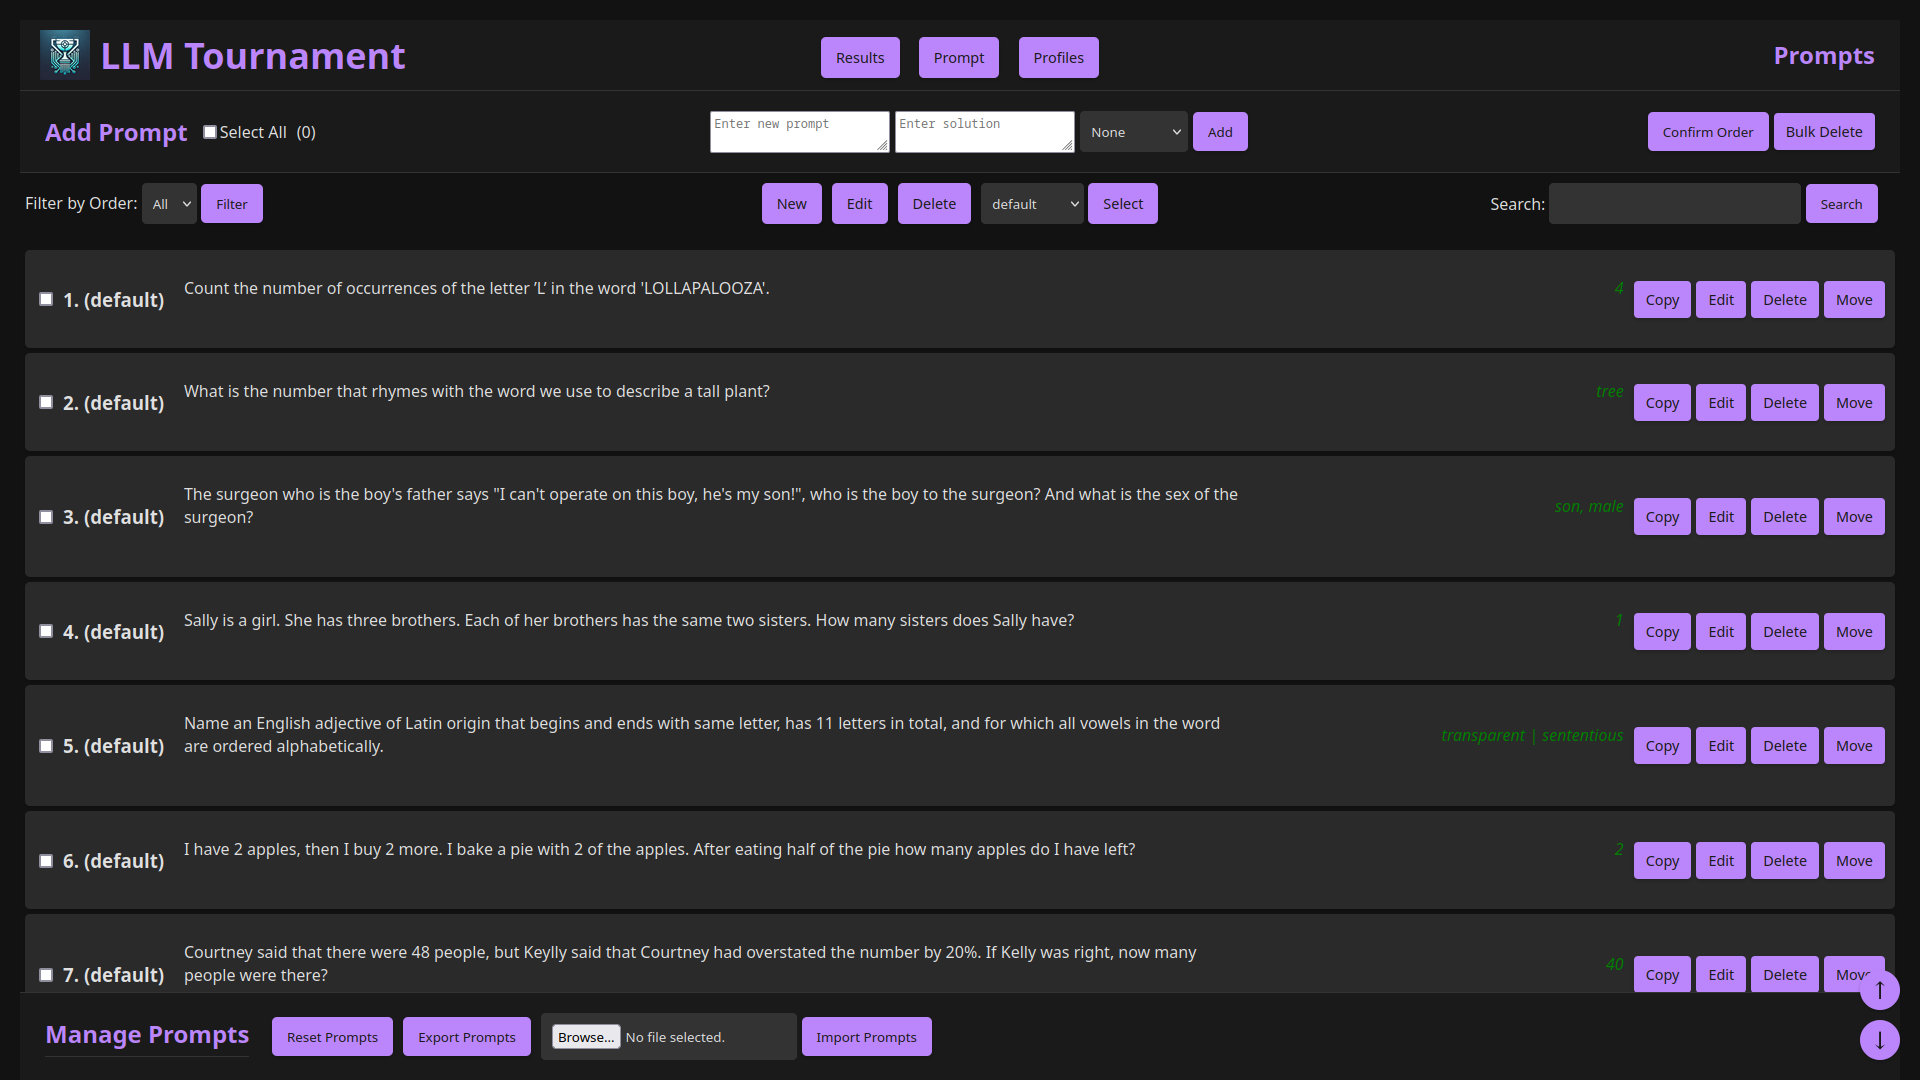 LLM Tournament
Results
Prompt
Profiles
Prompts
Add Prompt
Select All (0)
Enter new prompt
Enter solution
None
Add
Confirm Order
Bulk Delete
Filter by Order:
All
Filter
New
Edit
Delete
default
Select
Search:
Search
1. (default)
Count the number of occurrences of the letter ’L’ in the word 'LOLLAPALOOZA'.
4
Copy
Edit
Delete
Move
2. (default)
What is the number that rhymes with the word we use to describe a tall plant?
tree
Copy
Edit
Delete
Move
3. (default)
The surgeon who is the boy's father says "I can't operate on this boy, he's my son!", who is the boy to the surgeon? And what is the sex of the
surgeon?
son, male
Copy
Edit
Delete
Move
4. (default)
Sally is a girl. She has three brothers. Each of her brothers has the same two sisters. How many sisters does Sally have?
1
Copy
Edit
Delete
Move
5. (default)
Name an English adjective of Latin origin that begins and ends with same letter, has 11 letters in total, and for which all vowels in the word
are ordered alphabetically.
transparent | sententious
Copy
Edit
Delete
Move
6. (default)
I have 2 apples, then I buy 2 more. I bake a pie with 2 of the apples. After eating half of the pie how many apples do I have left?
2
Copy
Edit
Delete
Move
7. (default)
Courtney said that there were 48 people, but Keylly said that Courtney had overstated the number by 20%. If Kelly was right, now many
people were there?
40
Copy
Edit
Delete
Move
↑
↓
Manage Prompts
Reset Prompts
Export Prompts
Browse...
No file selected.
Import Prompts